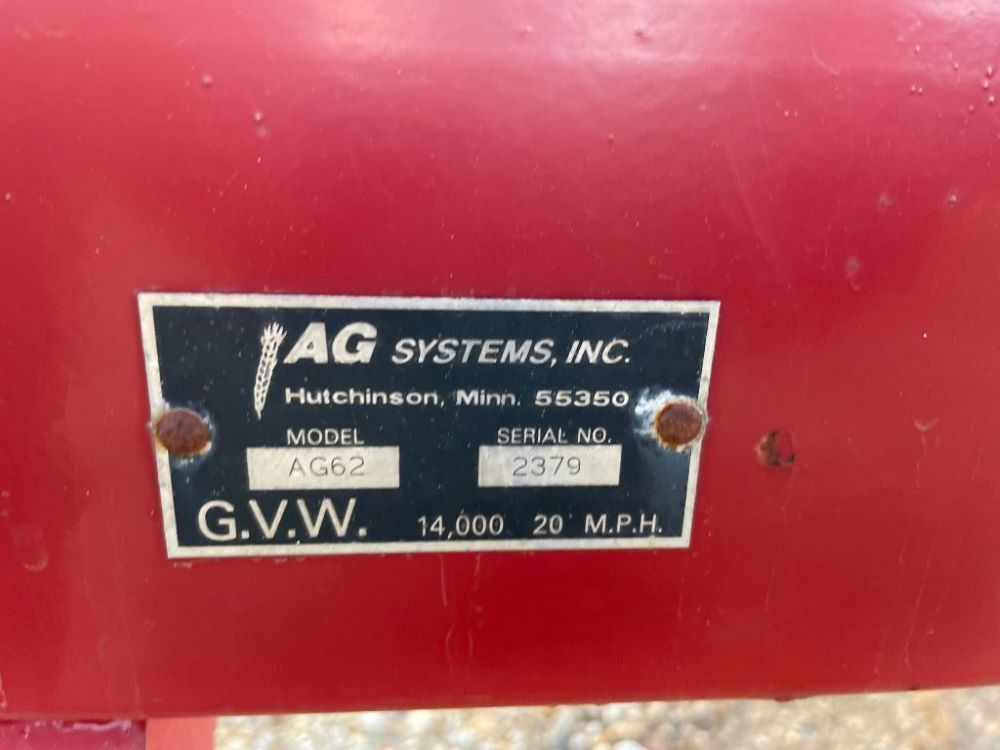 AG SYSTEMS, INC.
Hutchinson, Minn. 55350
MODEL SERIAL NO.
AG62 2379
G.V.W. 14,000 20 M.P.H.